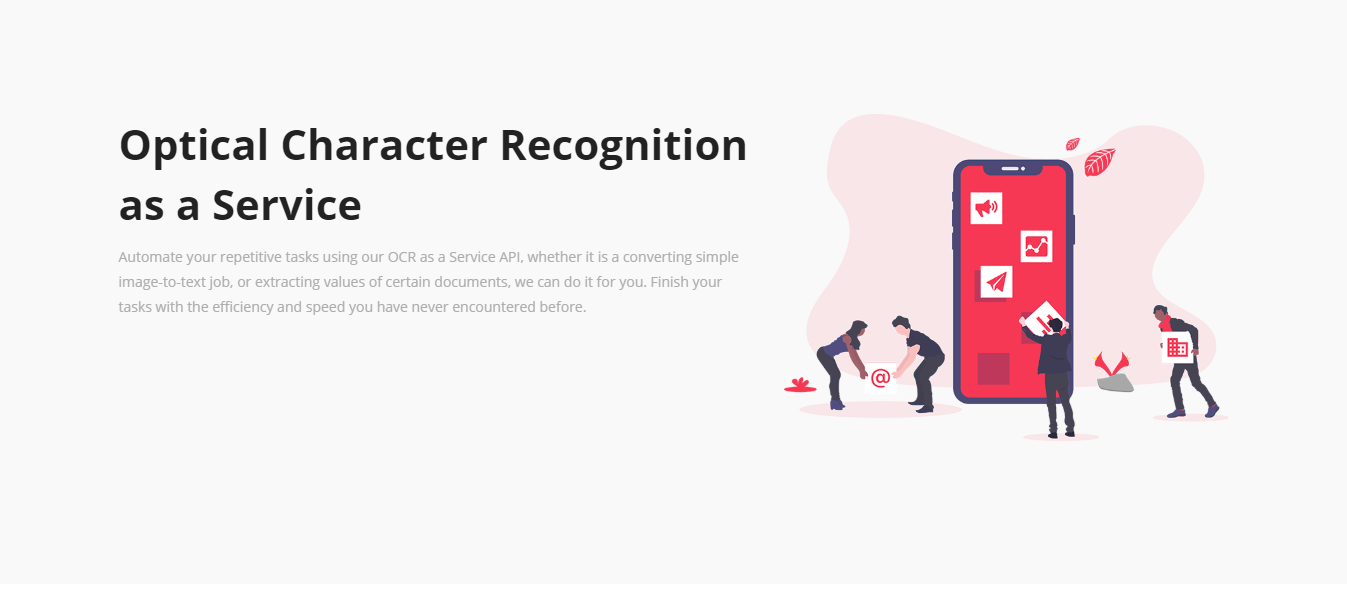 Optical Character Recognition
as a Service
Automate your repetitive tasks using our OCR as a Service API, whether it is a converting simple
image-to-text job, or extracting values of certain documents, we can do it for you. Finish your
tasks with the efficiency and speed you have never encountered before.
@